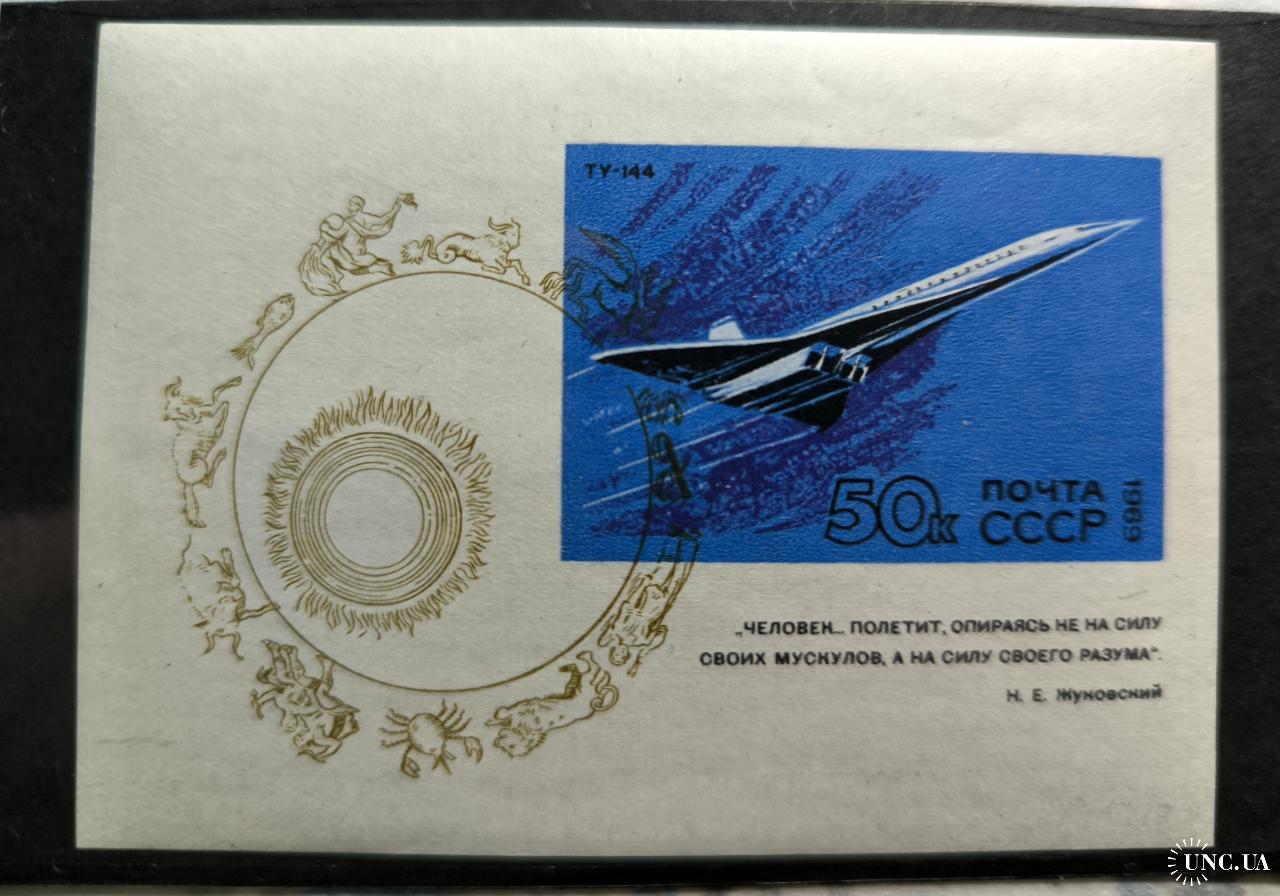 ТУ-144
50к
ПОЧТА
СССР
1969
„ЧЕЛОВЕК... ПОЛЕТИТ, ОПИРАЯСЬ НЕ НА СИЛУ
СВОИХ МУСКУЛОВ, А НА СИЛУ СВОЕГО РАЗУМА“.
Н. Е. Жуковский
UNC.UA